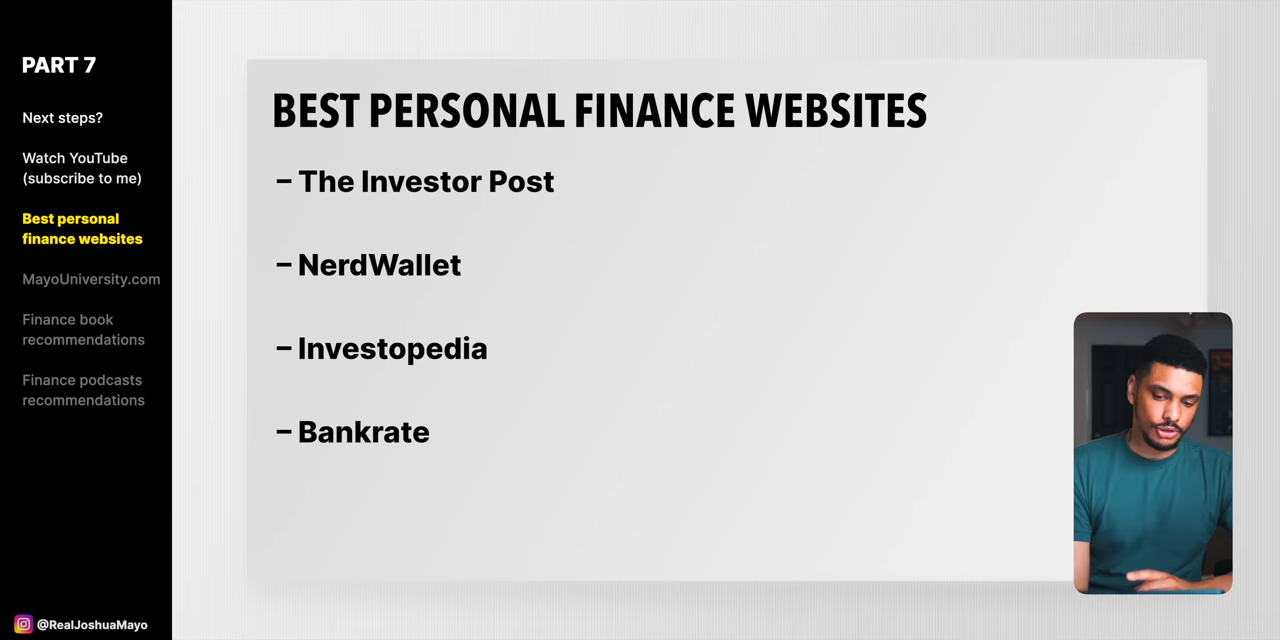 PART 7
Next steps?
Watch YouTube
(subscribe to me)
Best personal
finance websites
MayoUniversity.com
Finance book
recommendations
Finance podcasts
recommendations
@RealJoshuaMayo
BEST PERSONAL FINANCE WEBSITES
– The Investor Post
– NerdWallet
– Investopedia
– Bankrate